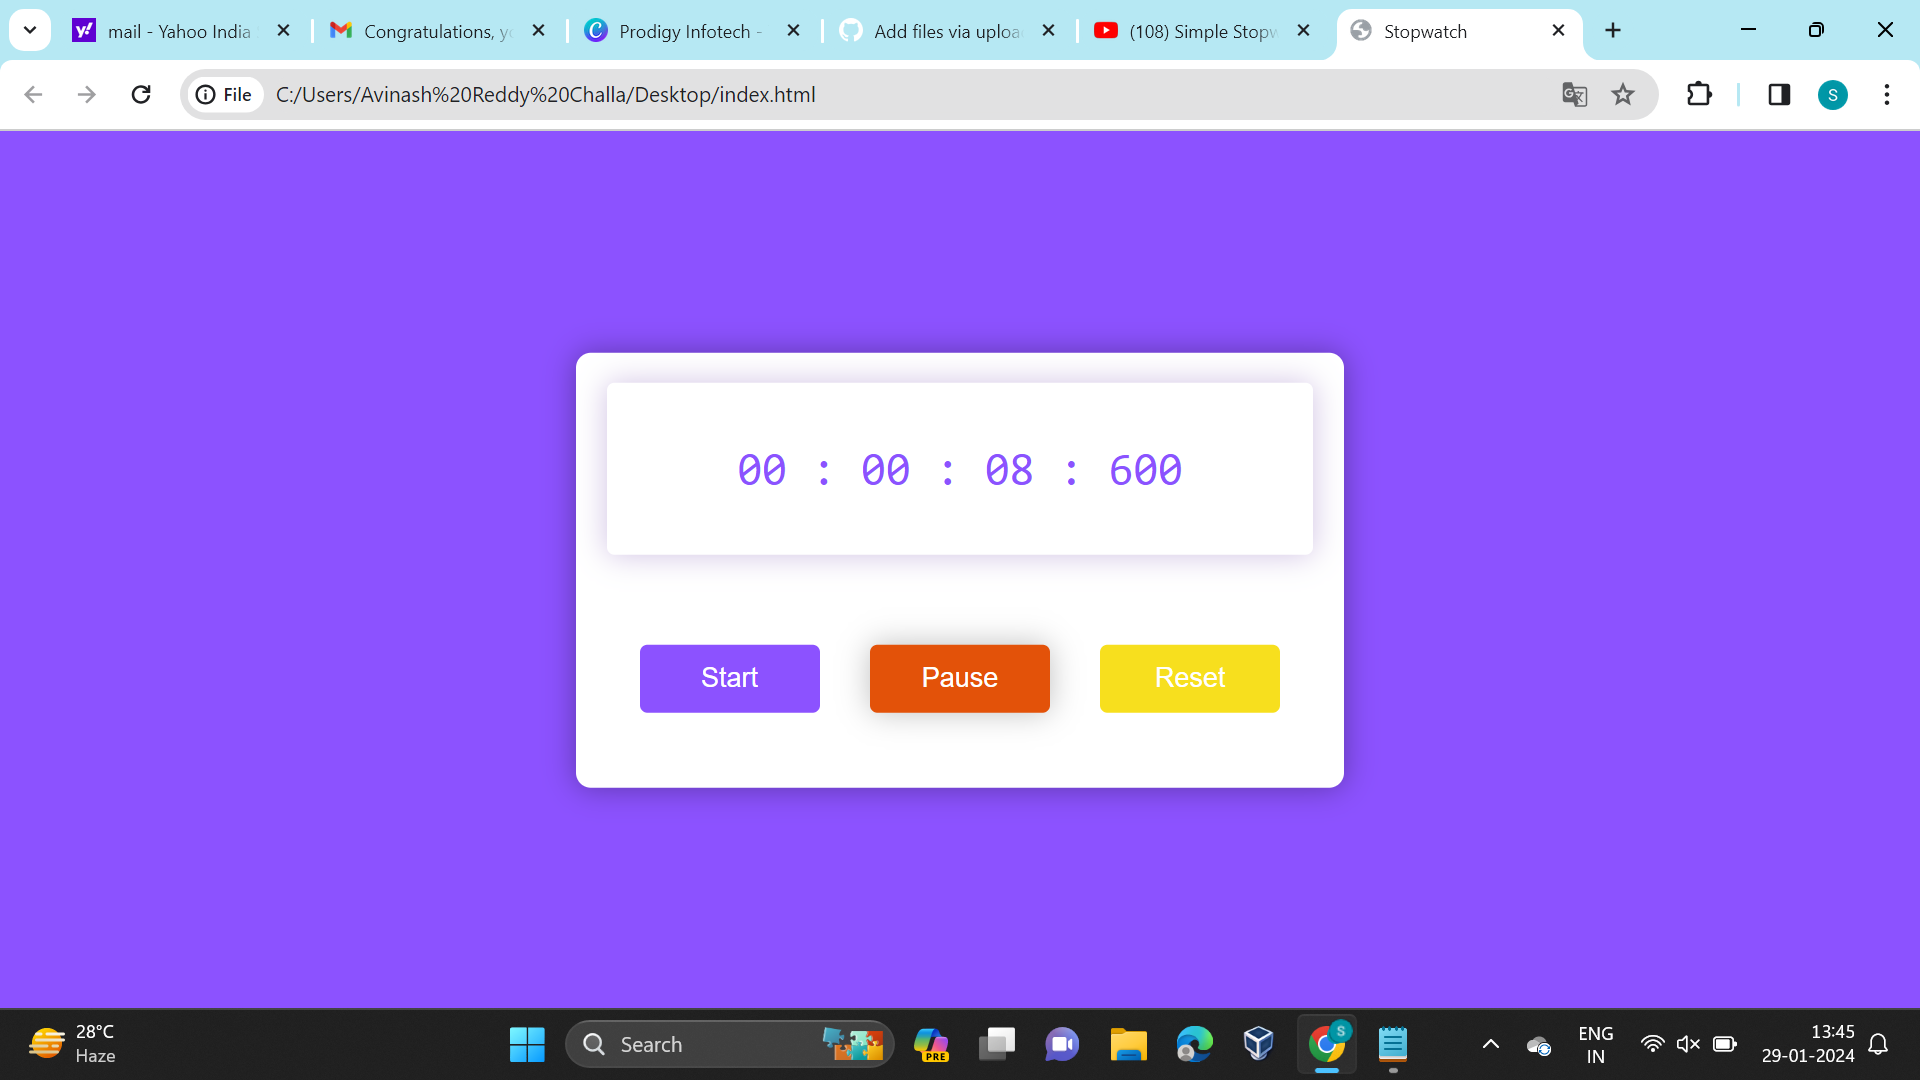 mail - Yahoo India
Congratulations, yo
Prodigy Infotech -
Add files via uploa
(108) Simple Stopw
Stopwatch
File
C:/Users/Avinash%20Reddy%20Challa/Desktop/index.html
S
00 : 00 : 08 : 600
Start
Pause
Reset
28°C
Haze
Search
PRE
S
ENG
IN
13:45
29-01-2024